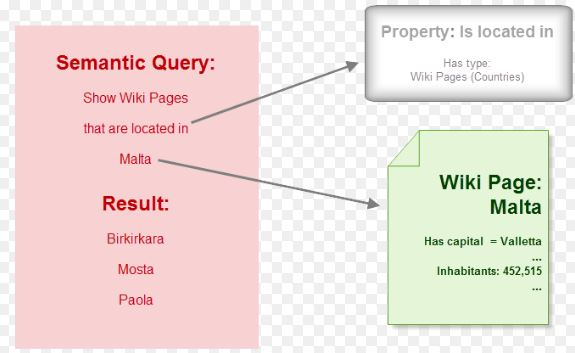 Semantic Query:
Show Wiki Pages
that are located in
Malta
Result:
Birkirkara
Mosta
Paola
Property: Is located in
Has type:
Wiki Pages (Countries)
Wiki Page:
Malta
Has capital = Valletta
...
Inhabitants: 452,515
...